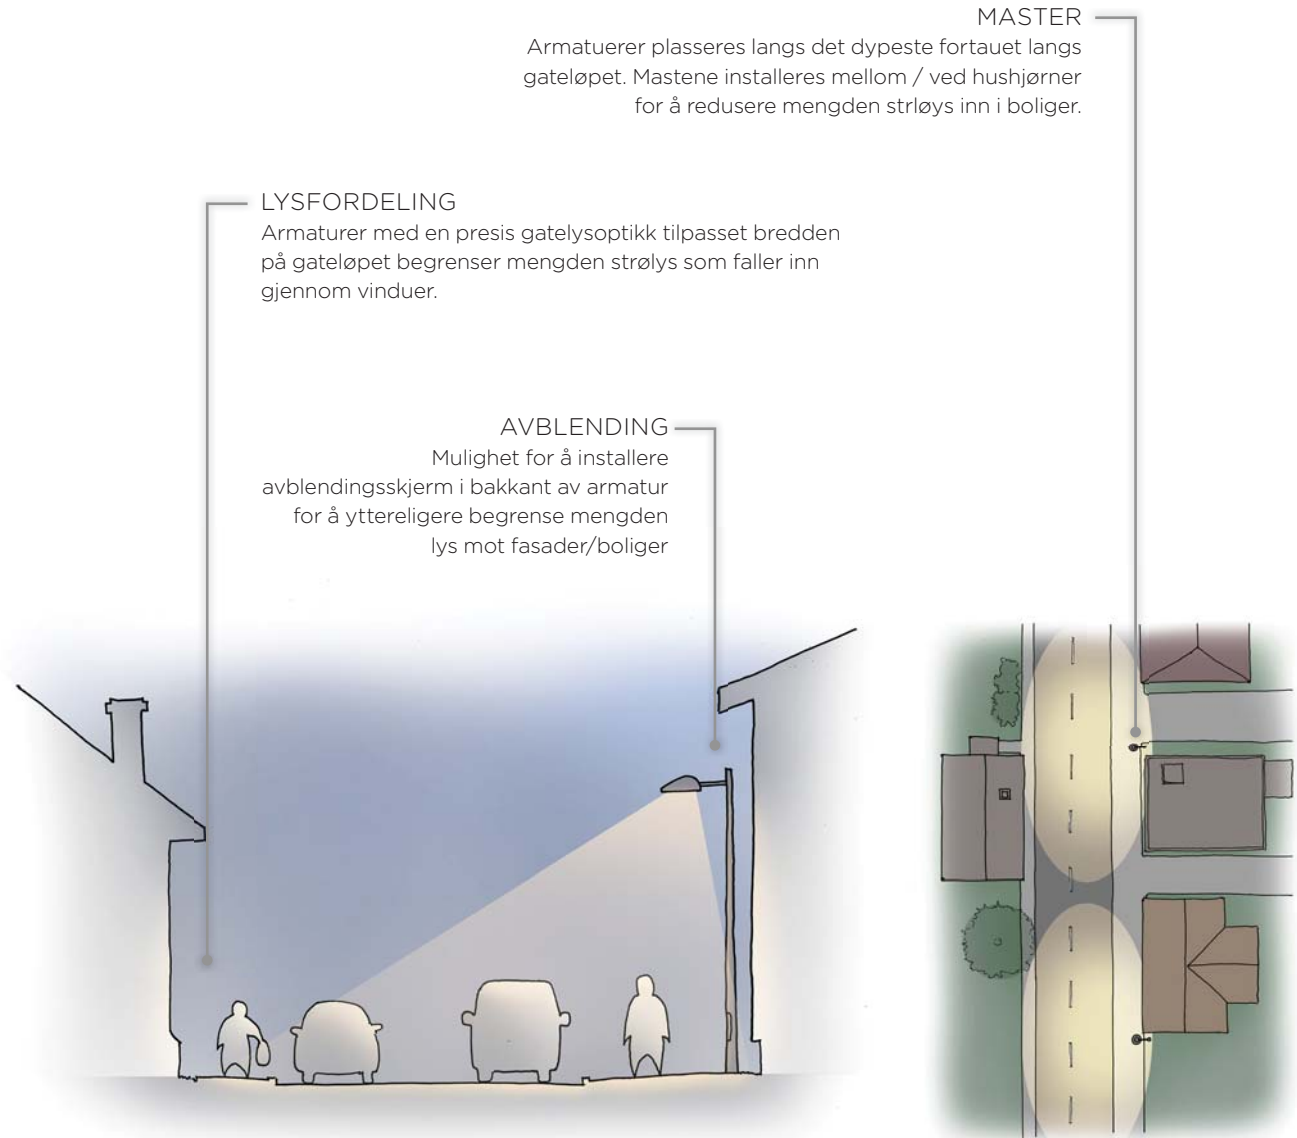 MASTER
Armatuerer plasseres langs det dypeste fortauet langs
gateløpet. Mastene installeres mellom / ved hushjørner
for å redusere mengden strløys inn i boliger.
LYSFORDELING
Armaturer med en presis gatelysoptikk tilpasset bredden
på gateløpet begrenser mengden strølys som faller inn
gjennom vinduer.
AVBLENDING
Mulighet for å installere
avblendingsskjerm i bakkant av armatur
for å yttereligere begrense mengden
lys mot fasader/boliger